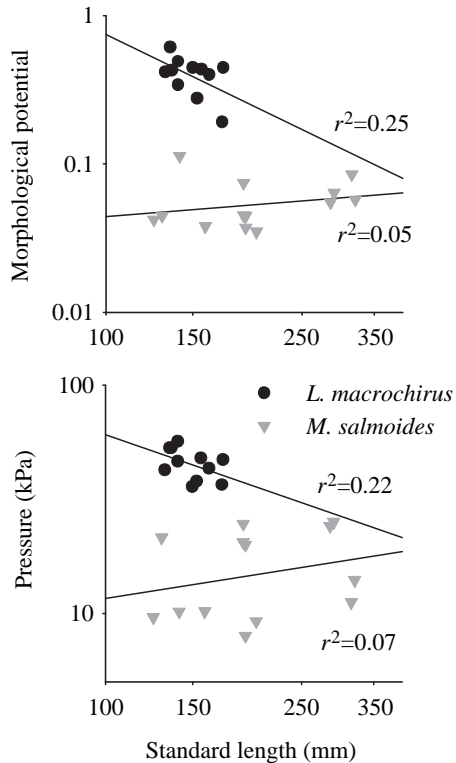 1
Morphological potential
r²=0.25
0.1
r²=0.05
0.01
100 150 250 350
100
L. macrochirus
M. salmoides
Pressure (kPa)
r²=0.22
10
r²=0.07
100 150 250 350
Standard length (mm)